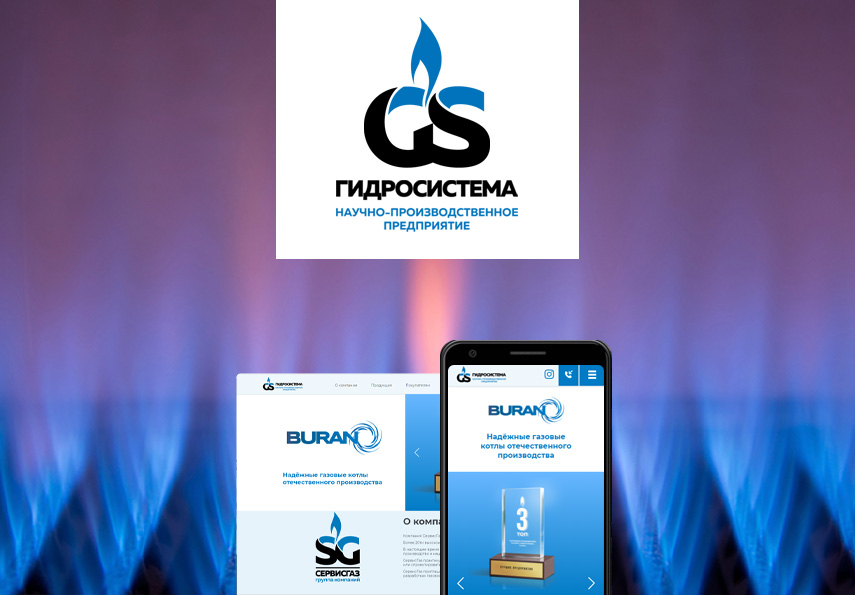 GS
ГИДРОСИСТЕМА
НАУЧНО-ПРОИЗВОДСТВЕННОЕ
ПРЕДПРИЯТИЕ
ГИДРОСИСТЕМА
О компании
Продукция
Покупателям
BURAN
Надёжные газовые котлы
отечественного производства
SG
СЕРВИСГАЗ
группа компаний
О компа
ГИДРОСИСТЕМА
BURAN
Надёжные газовые
котлы отечественного
производства
3
ТОП